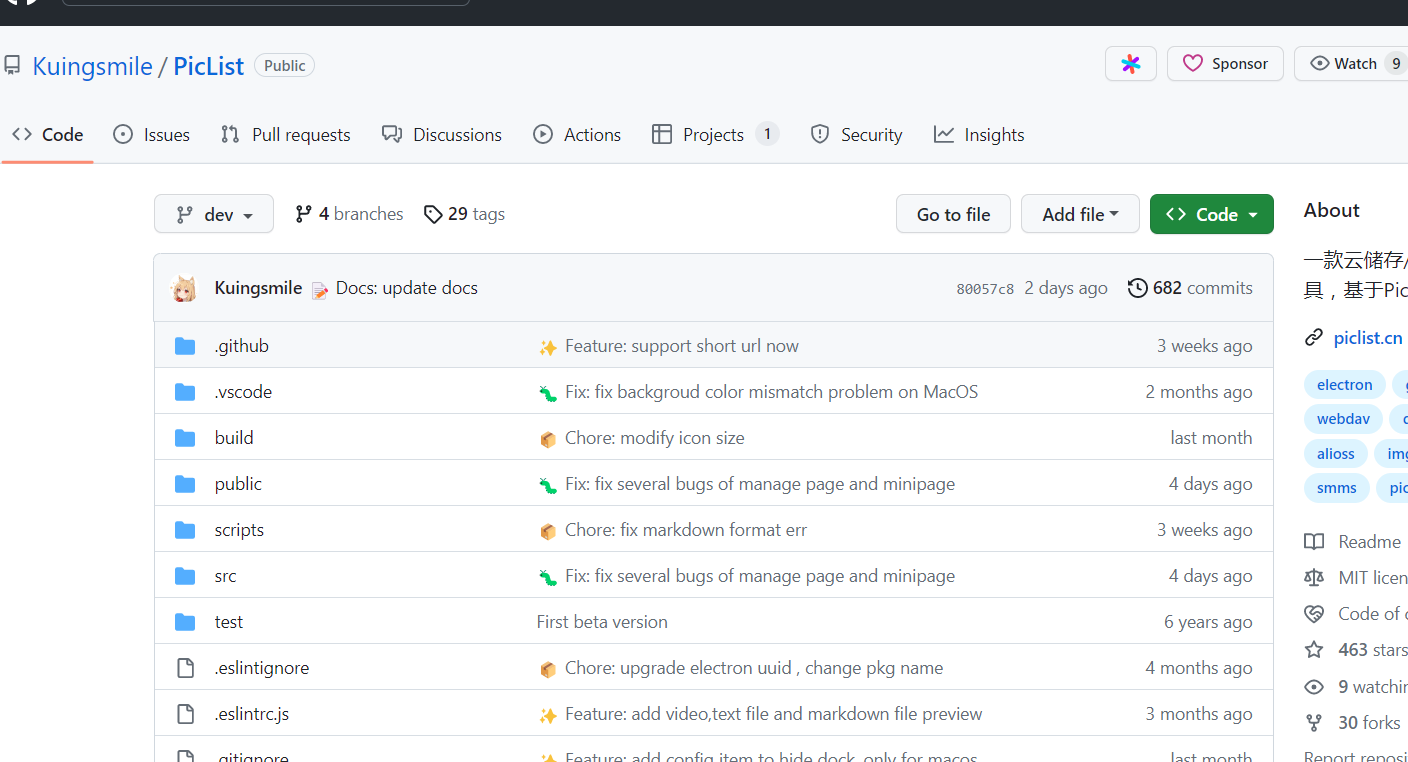 Kuingsmile / PicList Public
Sponsor
Watch 9
Code
Issues
Pull requests
Discussions
Actions
Projects 1
Security
Insights
dev
4 branches
29 tags
Go to file
Add file
Code
Kuingsmile Docs: update docs 80057c8 2 days ago 682 commits
.github Feature: support short url now 3 weeks ago
.vscode Fix: fix backgroud color mismatch problem on MacOS 2 months ago
build Chore: modify icon size last month
public Fix: fix several bugs of manage page and minipage 4 days ago
scripts Chore: fix markdown format err 3 weeks ago
src Fix: fix several bugs of manage page and minipage 4 days ago
test First beta version 6 years ago
.eslintignore Chore: upgrade electron uuid , change pkg name 4 months ago
.eslintrc.js Feature: add video,text file and markdown file preview 3 months ago
.gitignore Feature: add config item to hide dock, only for macos last month
About
一款云储存/
具，基于Pic
piclist.cn
electron
webdav
alioss img
smms pic
Readme
MIT licen
Code of c
463 stars
9 watchin
30 forks
Report reposi